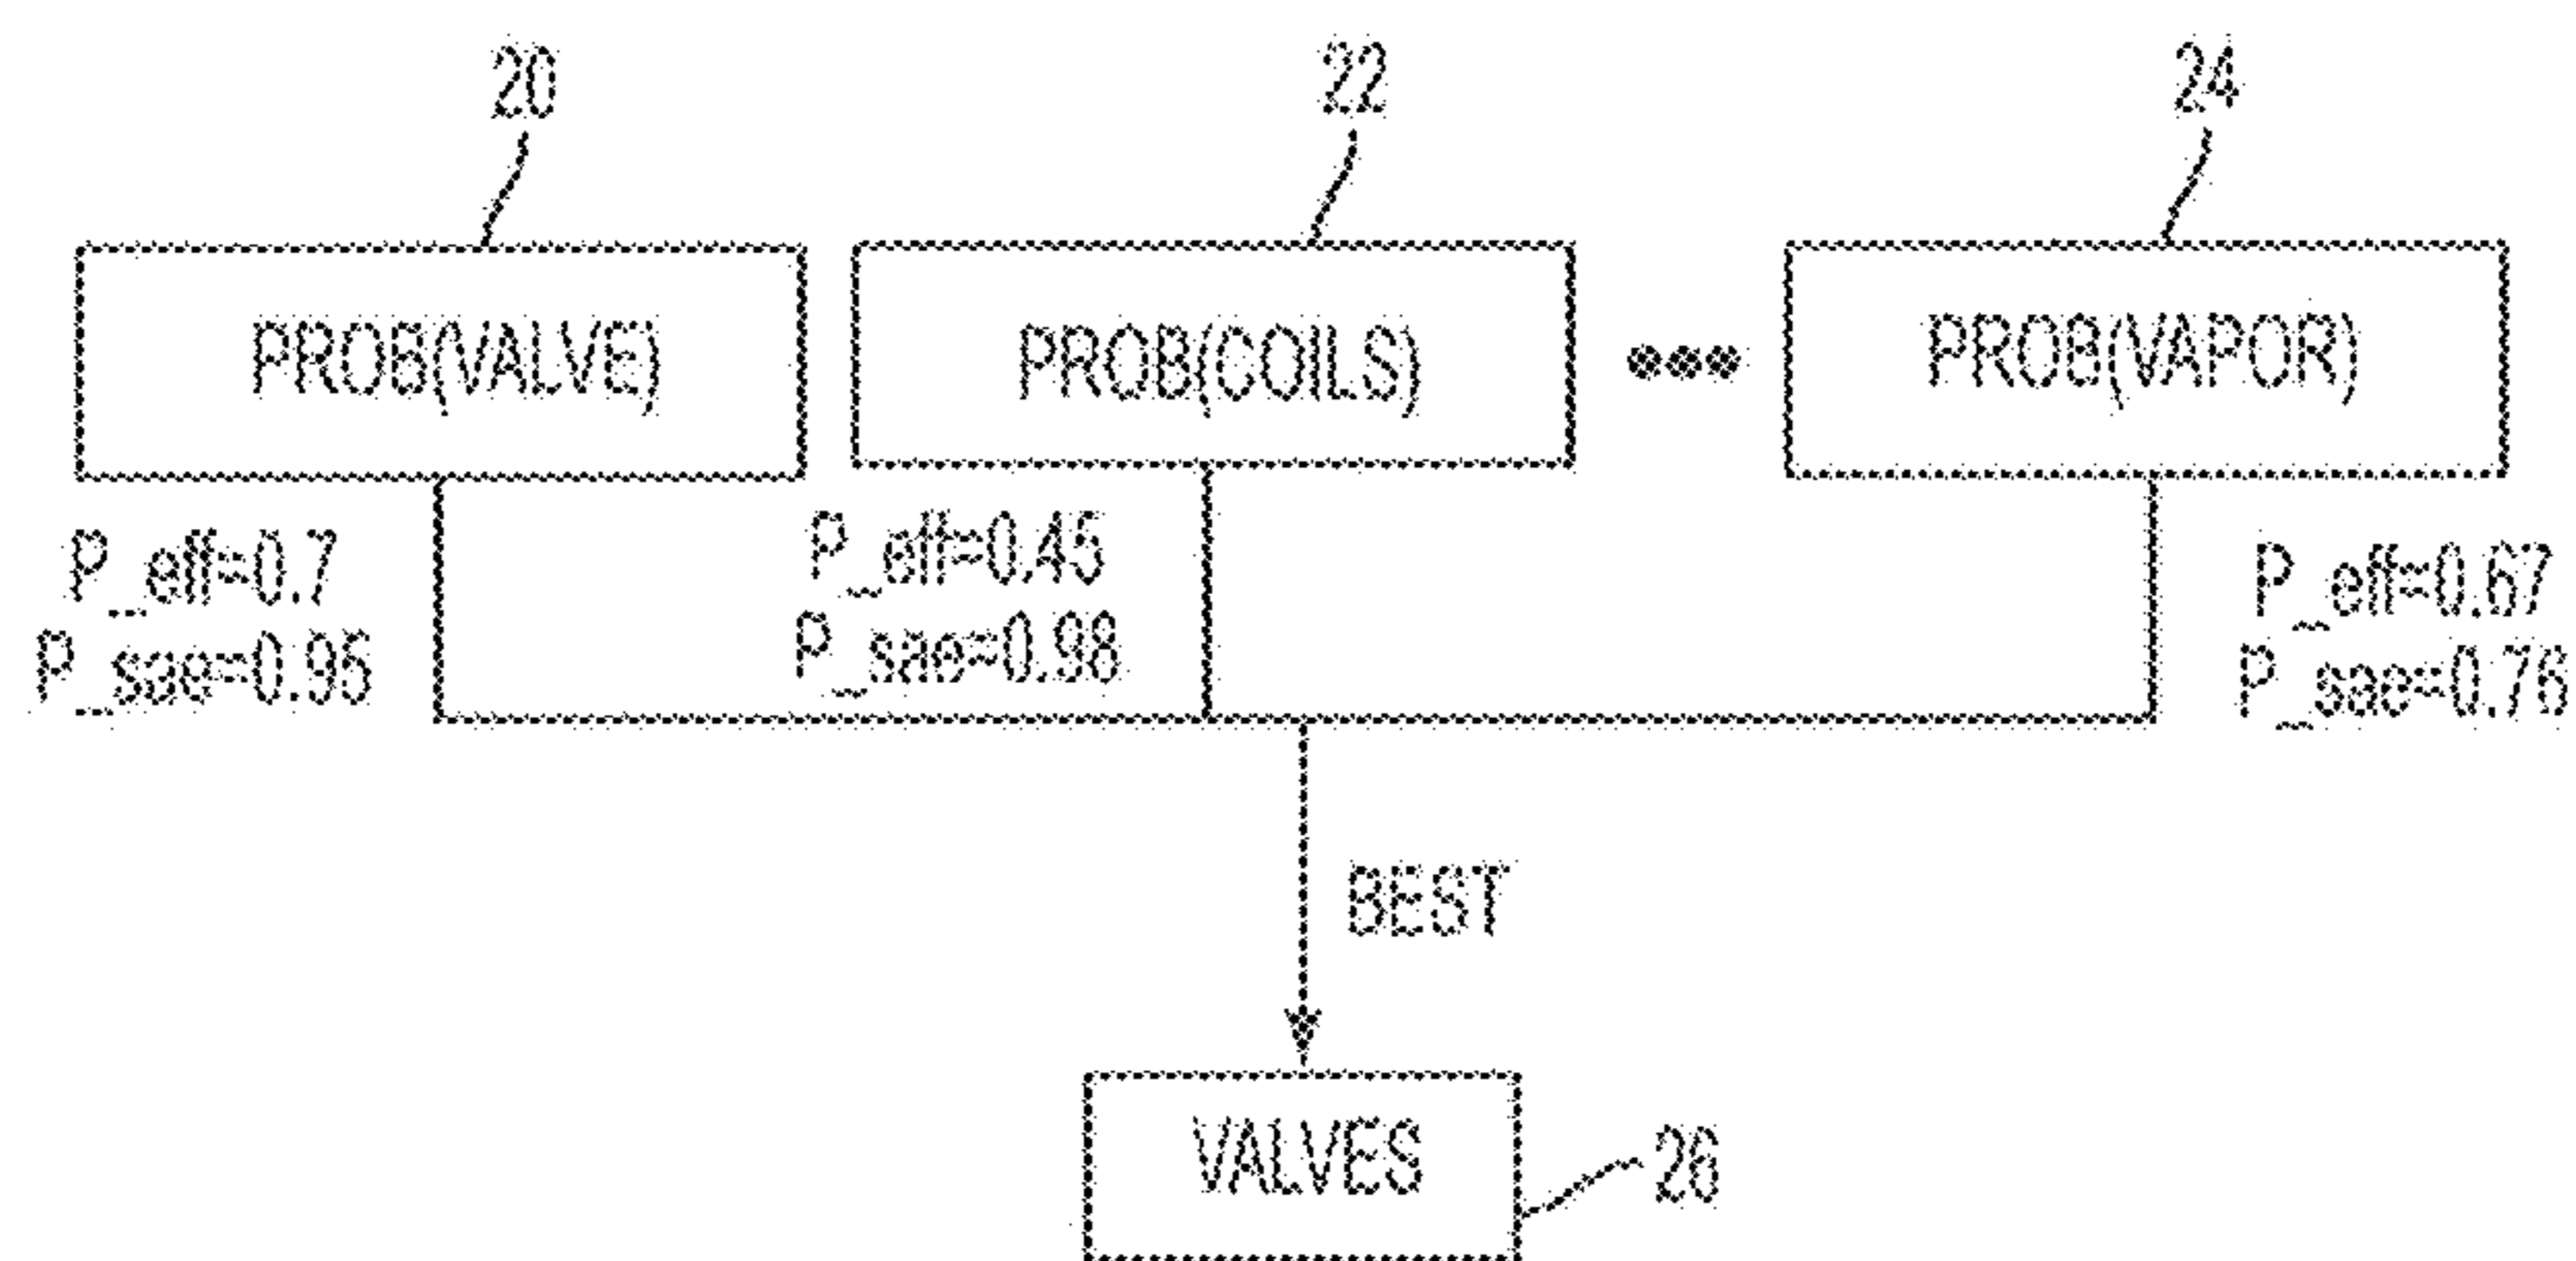 20
22
24
PROB(VALVE)
PROB(COILS)
PROB(VAPOR)
P_eff=0.7
P_sae=0.95
P_eff=0.45
P_sae=0.98
P_eff=0.67
P_sae=0.76
BEST
VALVES
26